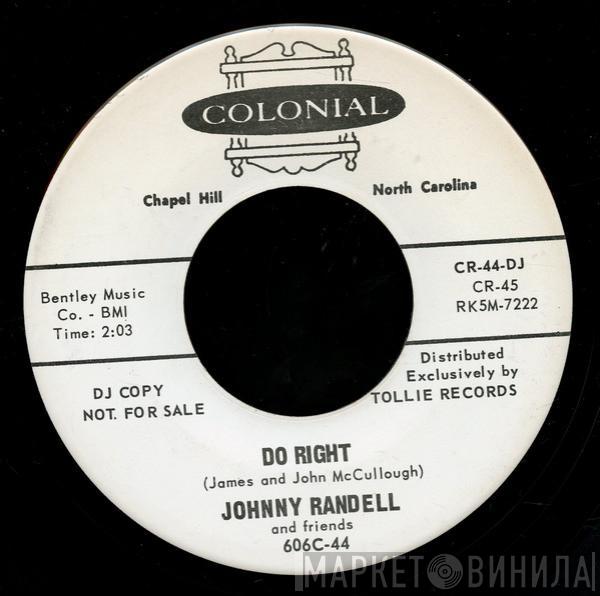 COLONIAL
Chapel Hill
North Carolina
Bentley Music
Co. - BMI
Time: 2:03
CR-44-DJ
CR-45
RK5M-7222
DJ COPY
NOT. FOR SALE
Distributed
Exclusively by
TOLLIE RECORDS
DO RIGHT
(James and John McCullough)
JOHNNY RANDELL
and friends
606C-44
МАРКЕТ ВИНИЛА